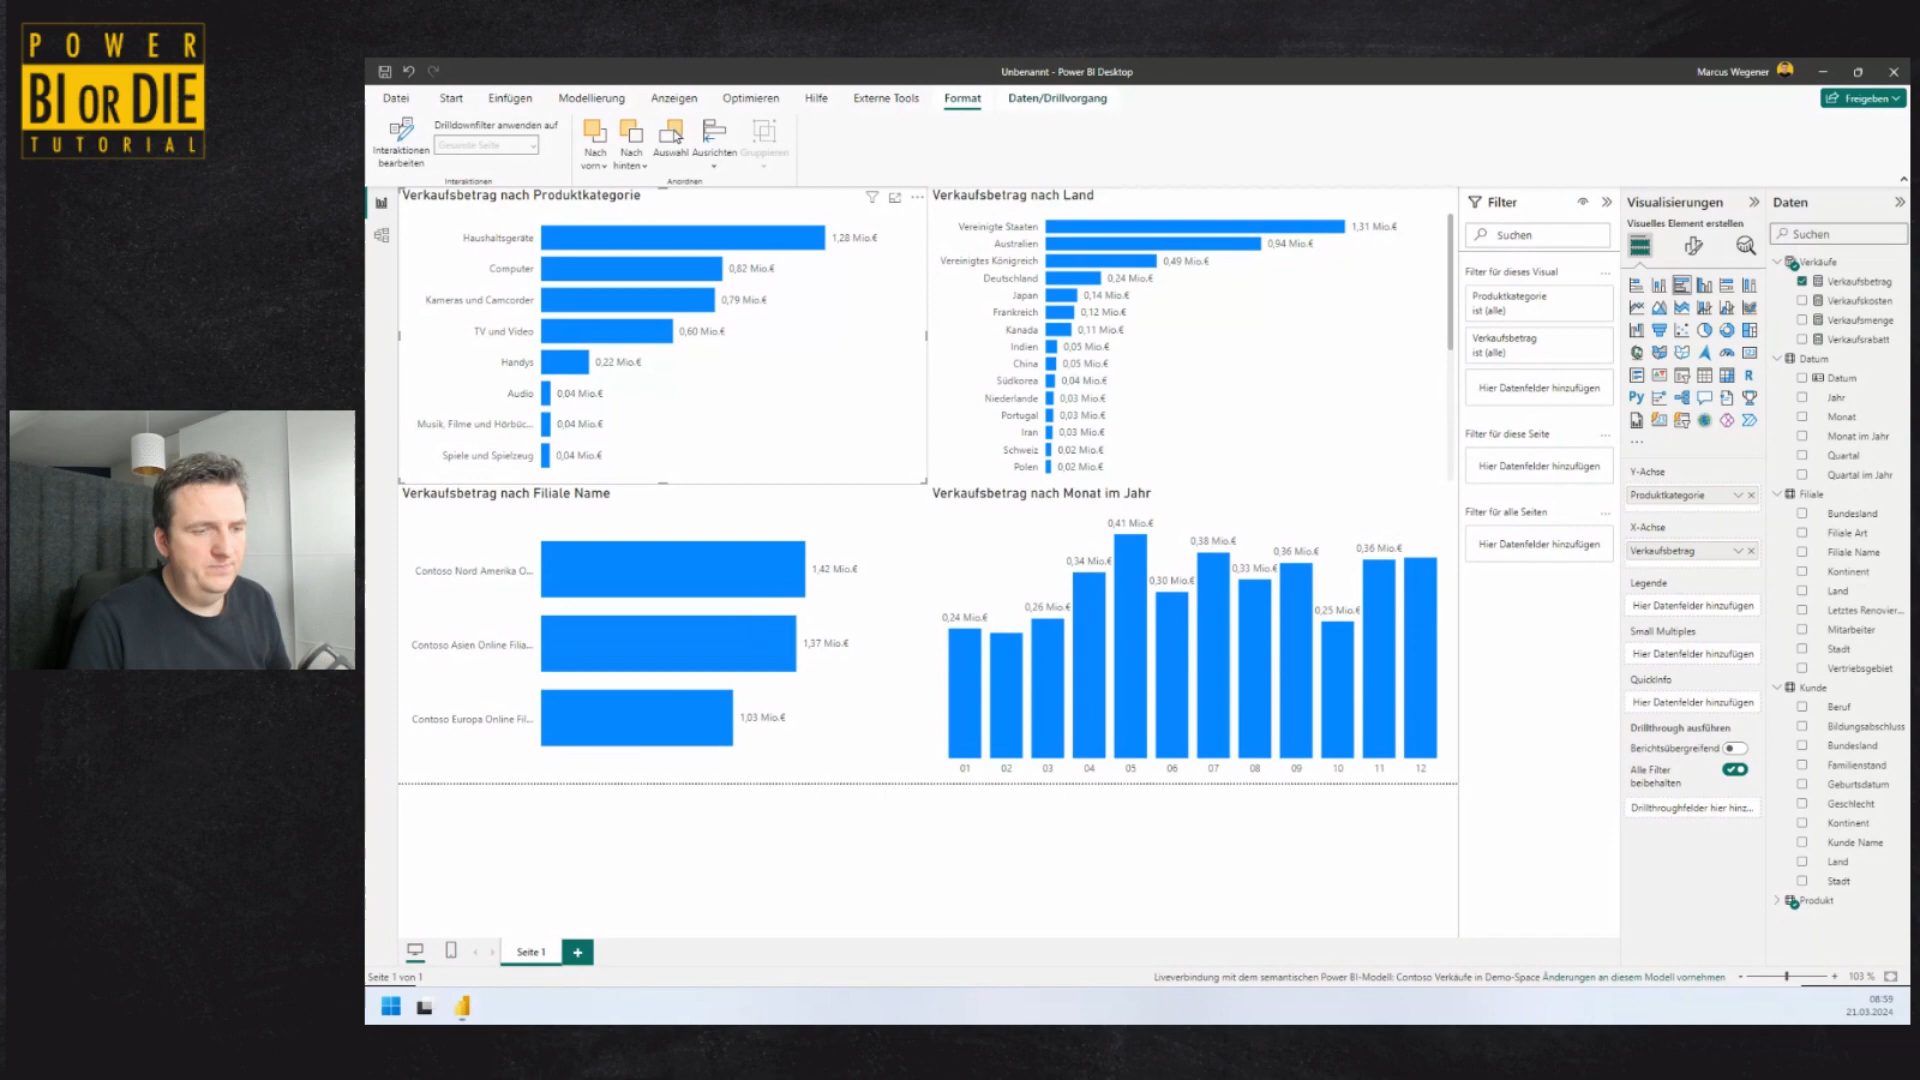 POWER
BI OR DIE
TUTORIAL
Unbenannt - Power BI Desktop
Marcus Wegener
Datei
Start
Einfügen
Modellierung
Anzeigen
Optimieren
Hilfe
Externe Tools
Format
Daten/Drillvorgang
Freigeben
Interaktionen bearbeiten
Drilldownfilter anwenden auf
Gesamte Seite
Interaktionen
Nach vorn
Nach hinten
Auswahl
Ausrichten
Gruppieren
Anordnen
Verkaufsbetrag nach Produktkategorie
Haushaltsgeräte 1,28 Mio.€
Computer 0,82 Mio.€
Kameras und Camcorder 0,79 Mio.€
TV und Video 0,60 Mio.€
Handys 0,22 Mio.€
Audio 0,04 Mio.€
Musik, Filme und Hörbüc... 0,04 Mio.€
Spiele und Spielzeug 0,04 Mio.€
Verkaufsbetrag nach Land
Vereinigte Staaten 1,31 Mio.€
Australien 0,94 Mio.€
Vereinigtes Königreich 0,49 Mio.€
Deutschland 0,24 Mio.€
Japan 0,14 Mio.€
Frankreich 0,12 Mio.€
Kanada 0,11 Mio.€
Indien 0,05 Mio.€
China 0,05 Mio.€
Südkorea 0,04 Mio.€
Niederlande 0,03 Mio.€
Portugal 0,03 Mio.€
Iran 0,03 Mio.€
Schweiz 0,02 Mio.€
Polen 0,02 Mio.€
Verkaufsbetrag nach Filiale Name
Contoso Nord Amerika O... 1,42 Mio.€
Contoso Asien Online Filia... 1,37 Mio.€
Contoso Europa Online Fil... 1,03 Mio.€
Verkaufsbetrag nach Monat im Jahr
0,24 Mio.€
0,26 Mio.€
0,34 Mio.€
0,41 Mio.€
0,30 Mio.€
0,38 Mio.€
0,33 Mio.€
0,36 Mio.€
0,25 Mio.€
0,36 Mio.€
01 02 03 04 05 06 07 08 09 10 11 12
Filter
Suchen
Filter für dieses Visual
...
Produktkategorie
ist (alle)
Verkaufsbetrag
ist (alle)
Hier Datenfelder hinzufügen
Filter für diese Seite
...
Hier Datenfelder hinzufügen
Filter für alle Seiten
...
Hier Datenfelder hinzufügen
Visualisierungen
Visuelles Element erstellen
R
Py
...
Y-Achse
Produktkategorie
X-Achse
Verkaufsbetrag
Legende
Hier Datenfelder hinzufügen
Small Multiples
Hier Datenfelder hinzufügen
QuickInfo
Hier Datenfelder hinzufügen
Drillthrough ausführen
Berichtsübergreifend
Alle Filter
beibehalten
Drillthroughfelder hier hinz...
Daten
Suchen
Verkäufe
Verkaufsbetrag
Verkaufskosten
Verkaufsmenge
Verkaufsrabatt
Datum
Datum
Jahr
Monat
Monat im Jahr
Quartal
Quartal im Jahr
Filiale
Bundesland
Filiale Art
Filiale Name
Kontinent
Land
Letztes Renovier...
Mitarbeiter
Stadt
Vertriebsgebiet
Kunde
Beruf
Bildungsabschluss
Bundesland
Familienstand
Geburtsdatum
Geschlecht
Kontinent
Kunde Name
Land
Stadt
Produkt
Seite 1
Seite 1 von 1
Liveverbindung mit dem semantischen Power BI-Modell: Contoso Verkäufe in Demo-Space Änderungen an diesem Modell vornehmen
103 %
08:59
21.03.2024